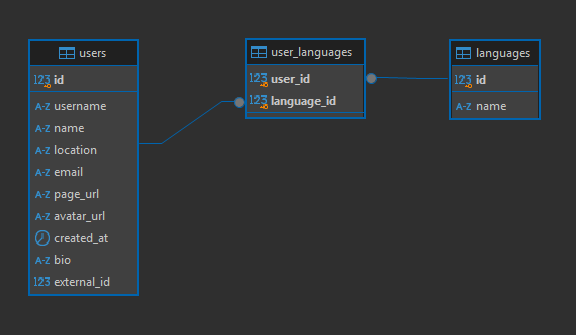 users
123 id
A-Z username
A-Z name
A-Z location
A-Z email
A-Z page_url
A-Z avatar_url
created_at
A-Z bio
123 external_id
user_languages
123 user_id
123 language_id
languages
123 id
A-Z name